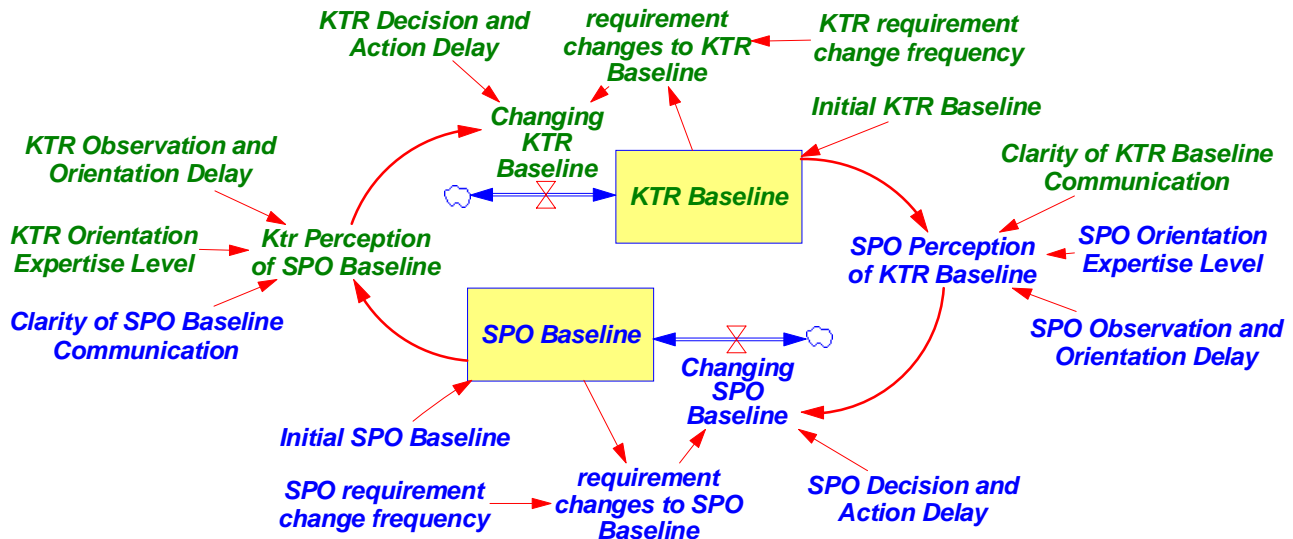 KTR Decision and
Action Delay
requirement
changes to KTR
Baseline
KTR requirement
change frequency
Changing
KTR
Baseline
Initial KTR Baseline
KTR Observation and
Orientation Delay
KTR Baseline
Clarity of KTR Baseline
Communication
KTR Orientation
Expertise Level
Ktr Perception
of SPO Baseline
SPO Perception
of KTR Baseline
SPO Orientation
Expertise Level
Clarity of SPO Baseline
Communication
SPO Baseline
SPO Observation and
Orientation Delay
Changing
SPO
Baseline
Initial SPO Baseline
SPO requirement
change frequency
requirement
changes to SPO
Baseline
SPO Decision and
Action Delay